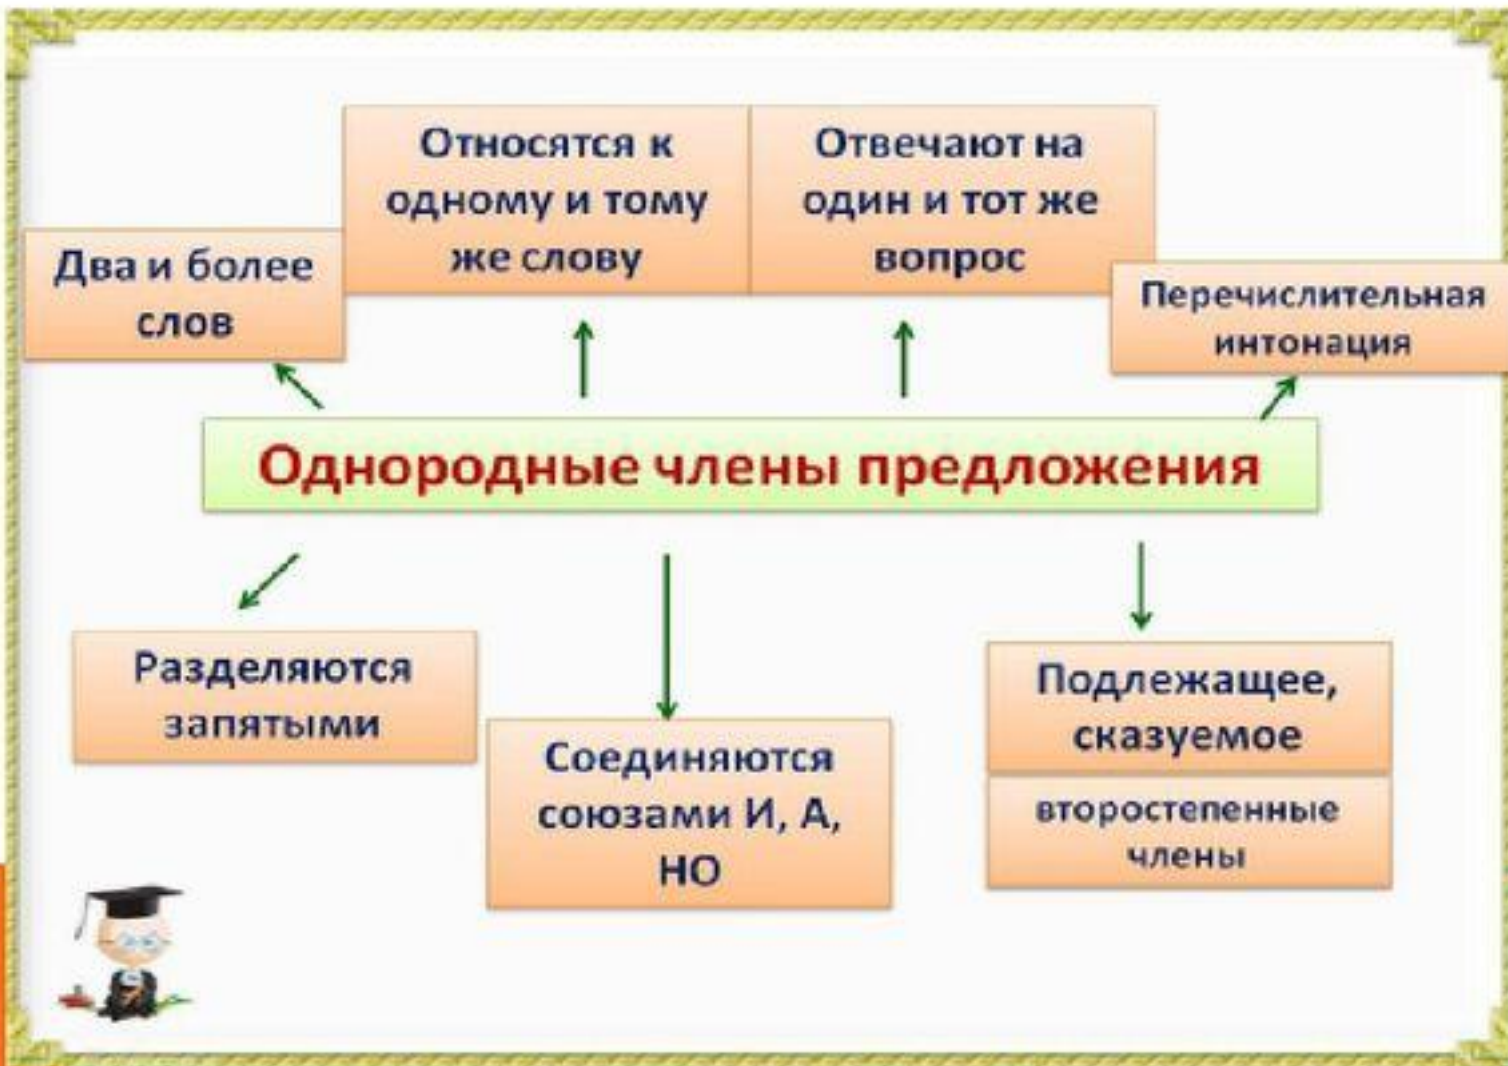 Относятся к
одному и тому
же слову
Отвечают на
один и тот же
вопрос
Два и более
слов
Перечислительная
интонация
Однородные члены предложения
Разделяются
запятыми
Соединяются
союзами И, А,
НО
Подлежащее,
сказуемое
второстепенные
члены